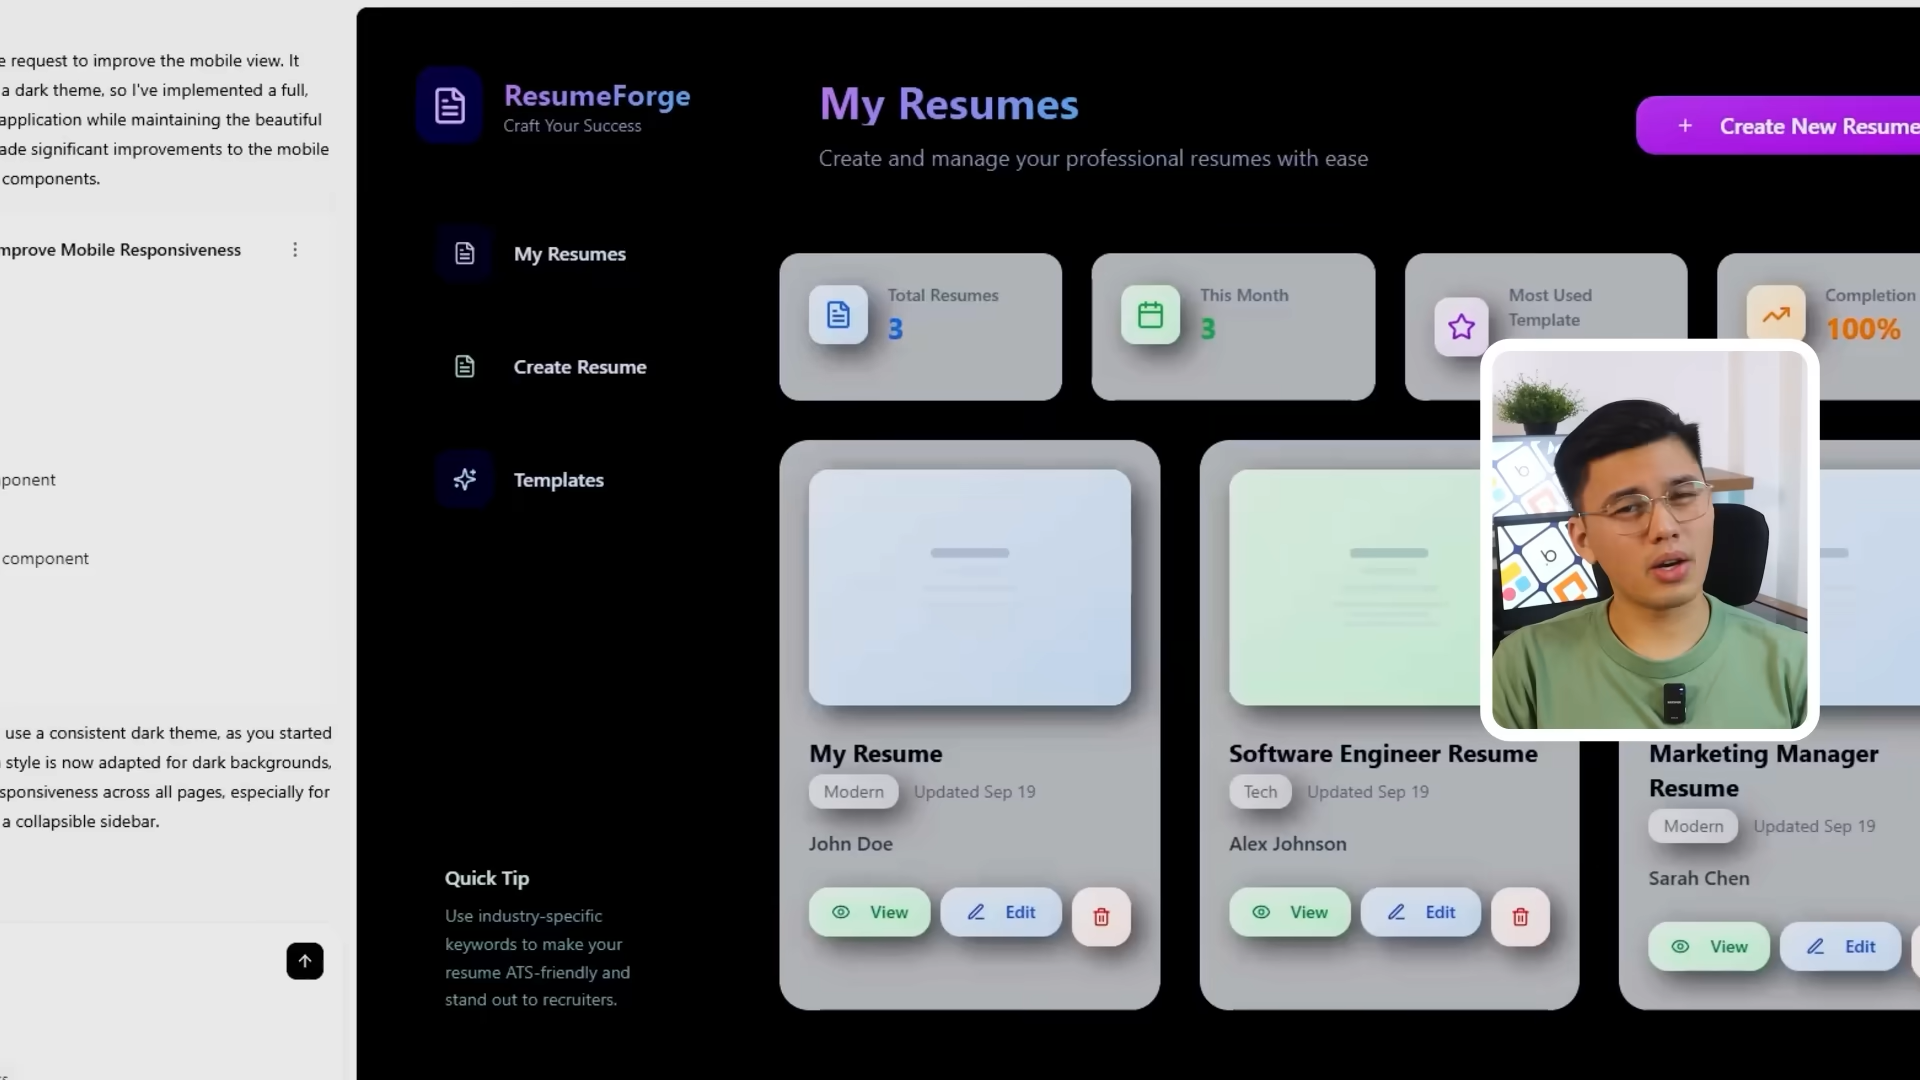 e request to improve the mobile view. It
a dark theme, so I've implemented a full,
application while maintaining the beautiful
ade significant improvements to the mobile
components.
mprove Mobile Responsiveness
ponent
component
use a consistent dark theme, as you started
style is now adapted for dark backgrounds,
sponsiveness across all pages, especially for
a collapsible sidebar.
ResumeForge
Craft Your Success
My Resumes
Create Resume
Templates
Quick Tip
Use industry-specific
keywords to make your
resume ATS-friendly and
stand out to recruiters.
My Resumes
Create and manage your professional resumes with ease
+ Create New Resume
Total Resumes
3
This Month
3
Most Used
Template
Completion
100%
My Resume
Modern Updated Sep 19
John Doe
View Edit
Software Engineer Resume
Tech Updated Sep 19
Alex Johnson
View Edit
Marketing Manager
Resume
Modern Updated Sep 19
Sarah Chen
View Edit